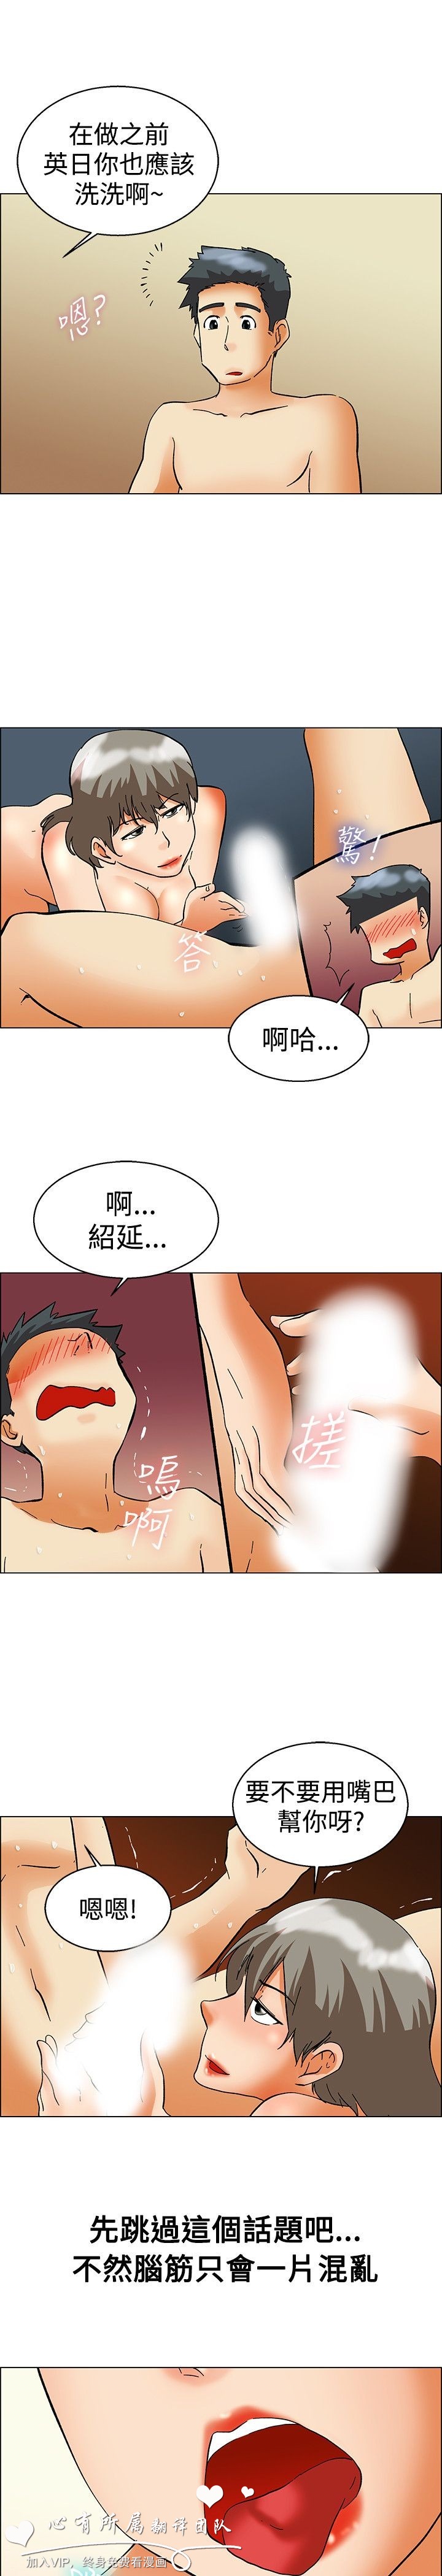 在做之前
英日你也應該
洗洗啊~
嗯?
驚!
答
啊哈...
啊...
紹延...
嗚
啊
搓
要不要用嘴巴
幫你呀?
嗯嗯!
先跳過這個話題吧...
不然腦筋只會一片混亂
心有所属翻译团队
加入VIP，终身免费看漫画